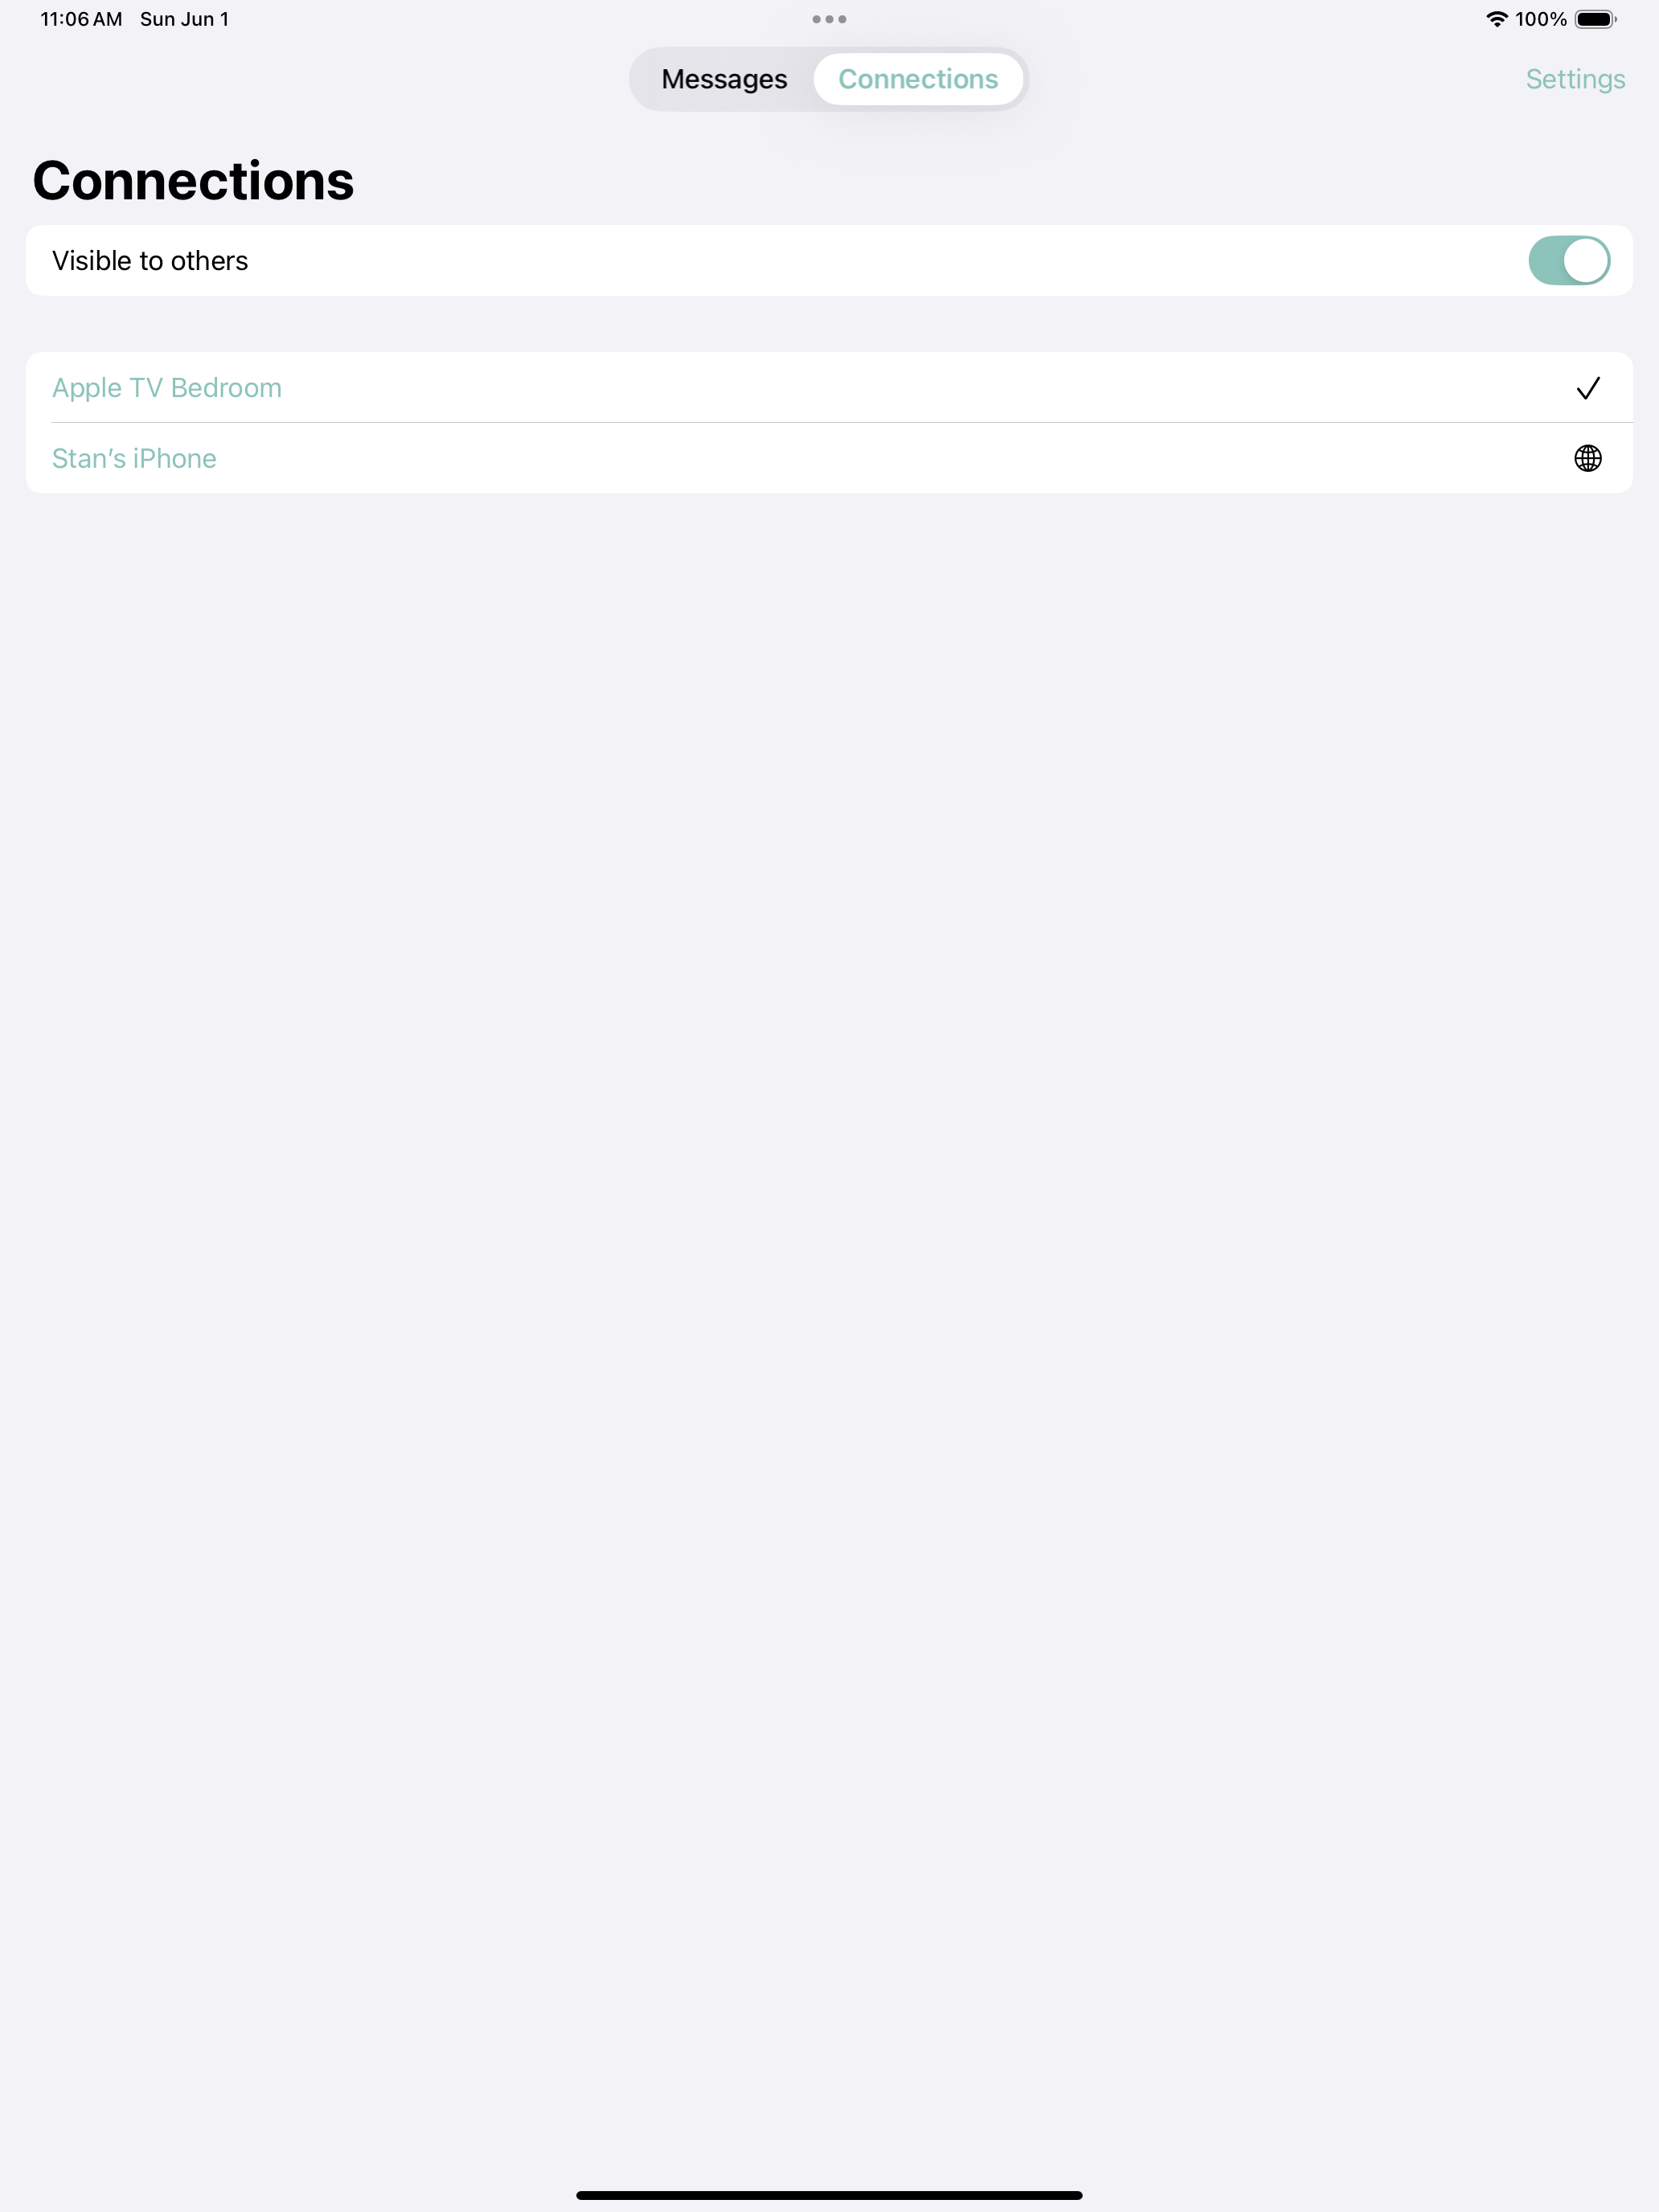 11:06 AM Sun Jun 1
100%
Messages Connections Settings
Connections
Visible to others
Apple TV Bedroom
Stan’s iPhone